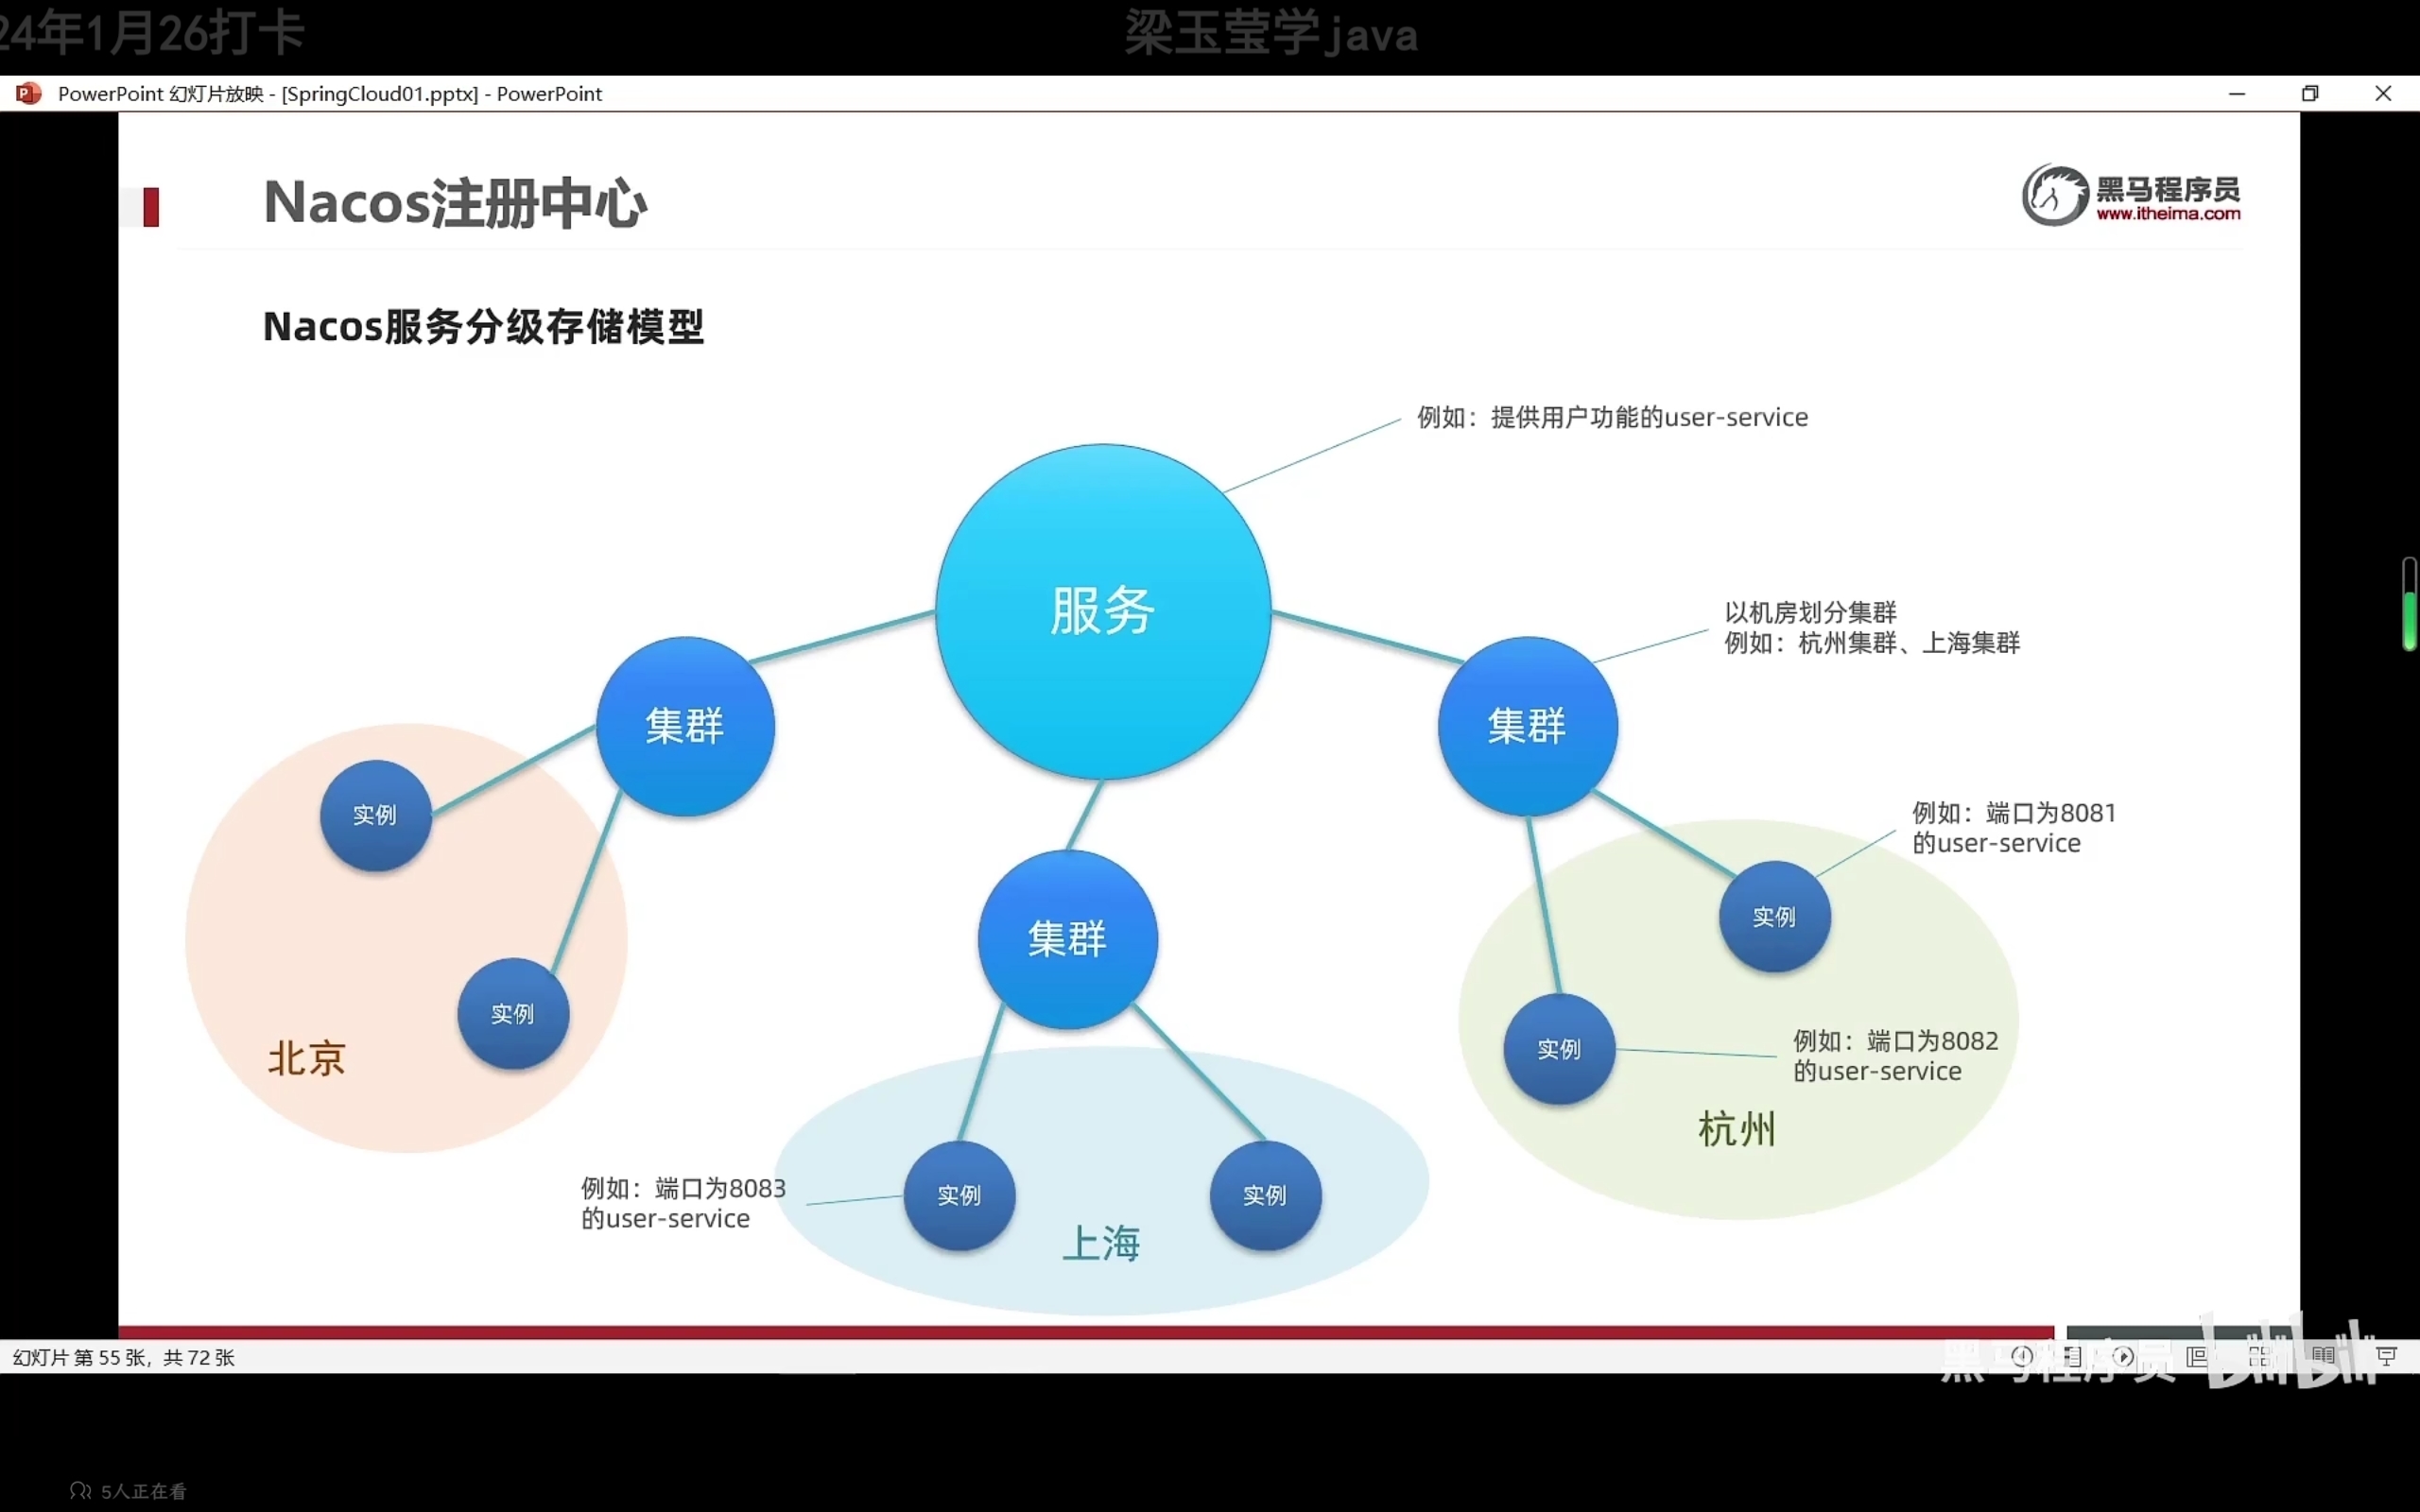 24年1月26打卡
梁玉莹学java
PowerPoint 幻灯片放映 - [SpringCloud01.pptx] - PowerPoint
Nacos注册中心
黑马程序员
www.itheima.com
Nacos服务分级存储模型
例如：提供用户功能的user-service
服务
以机房划分集群
例如：杭州集群、上海集群
集群
集群
实例
例如：端口为8081
的user-service
实例
集群
实例
北京
实例
例如：端口为8082
的user-service
杭州
例如：端口为8083
的user-service
实例
实例
上海
幻灯片 第 55 张，共 72 张
黑马程序员 bilibili
5人正在看